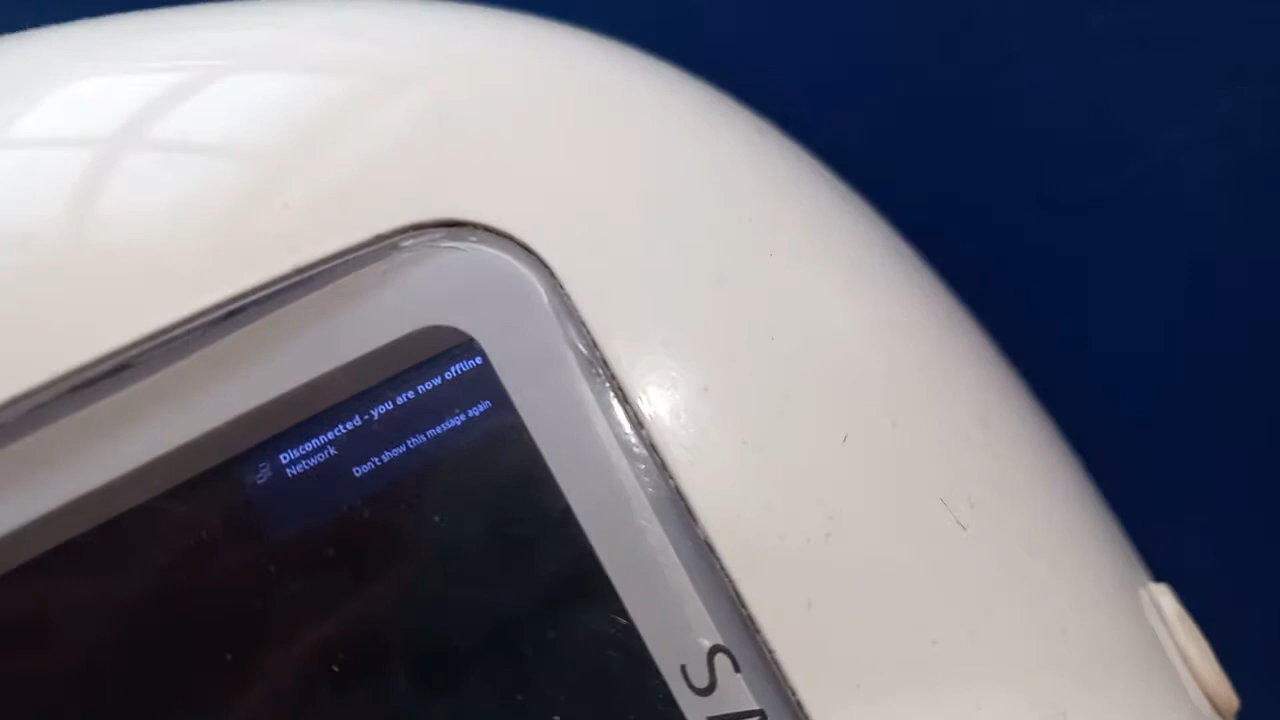 Disconnected - you are now offline
Network
Don't show this message again
S